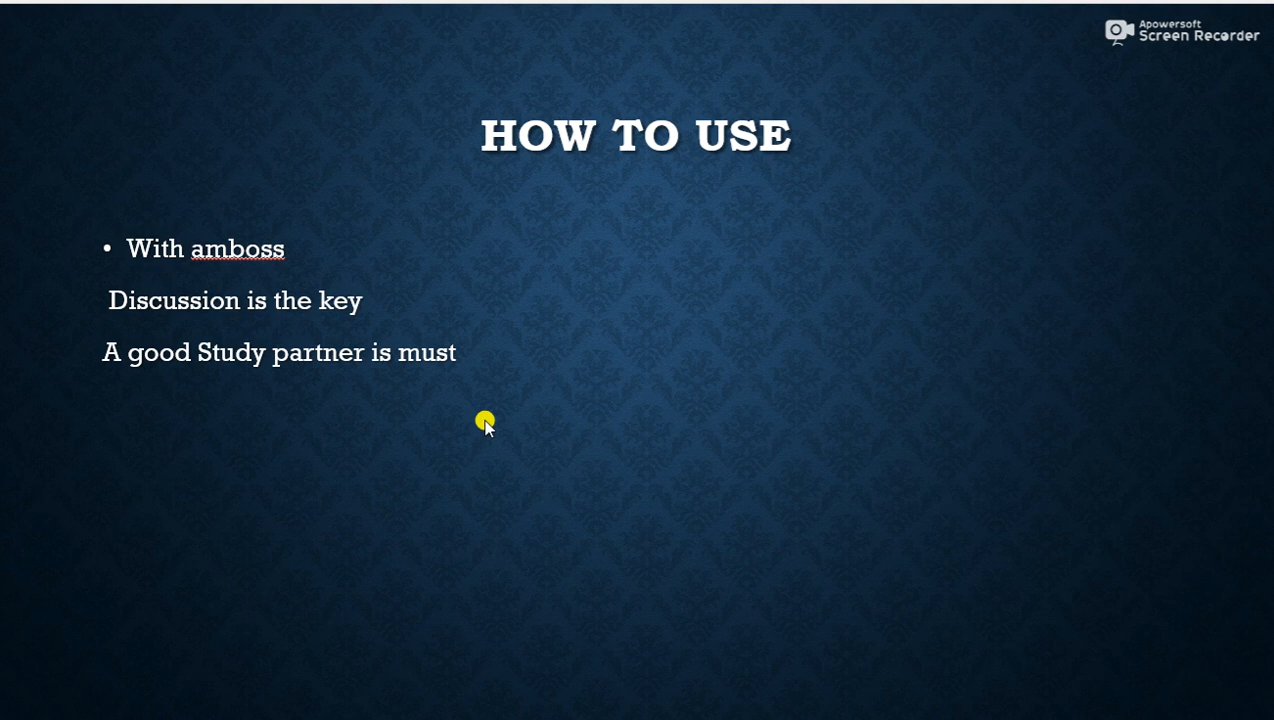 Apowersoft
Screen Recorder
HOW TO USE
• With amboss
Discussion is the key
A good Study partner is must